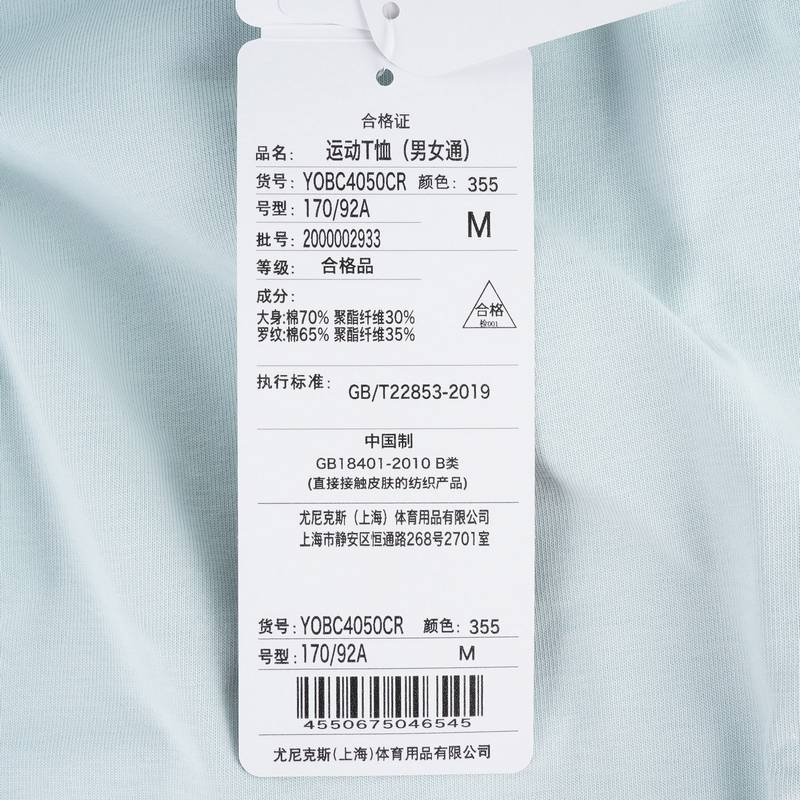 合格证
品名: 运动T恤 (男女通)
货号: YOBC4050CR 颜色: 355
号型: 170/92A M
批号: 2000002933
等级: 合格品
成分:
大身:棉70% 聚酯纤维30%
罗纹:棉65% 聚酯纤维35%
合格
检001
执行标准: GB/T22853-2019
中国制
GB18401-2010 B类
(直接接触皮肤的纺织产品)
尤尼克斯 (上海) 体育用品有限公司
上海市静安区恒通路268号2701室
货号: YOBC4050CR 颜色: 355
号型: 170/92A M
4550675046545
尤尼克斯(上海)体育用品有限公司